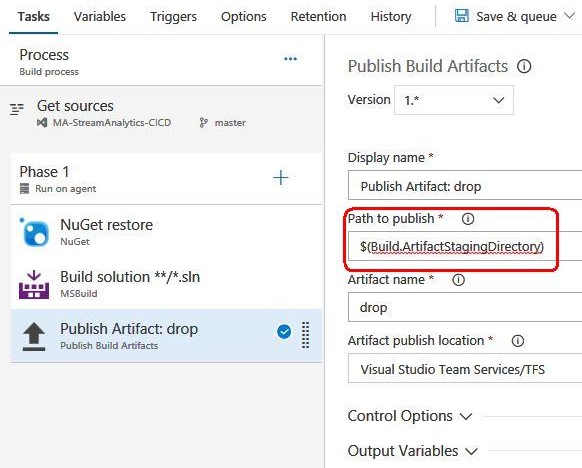 Tasks Variables Triggers Options Retention History Save & queue
Process
Build process
Get sources
MA-StreamAnalytics-CICD master
Phase 1
Run on agent
NuGet restore
NuGet
Build solution **/*.sln
MSBuild
Publish Artifact: drop
Publish Build Artifacts
Publish Build Artifacts
Version 1.*
Display name *
Publish Artifact: drop
Path to publish *
$(Build.ArtifactStagingDirectory)
Artifact name *
drop
Artifact publish location *
Visual Studio Team Services/TFS
Control Options
Output Variables